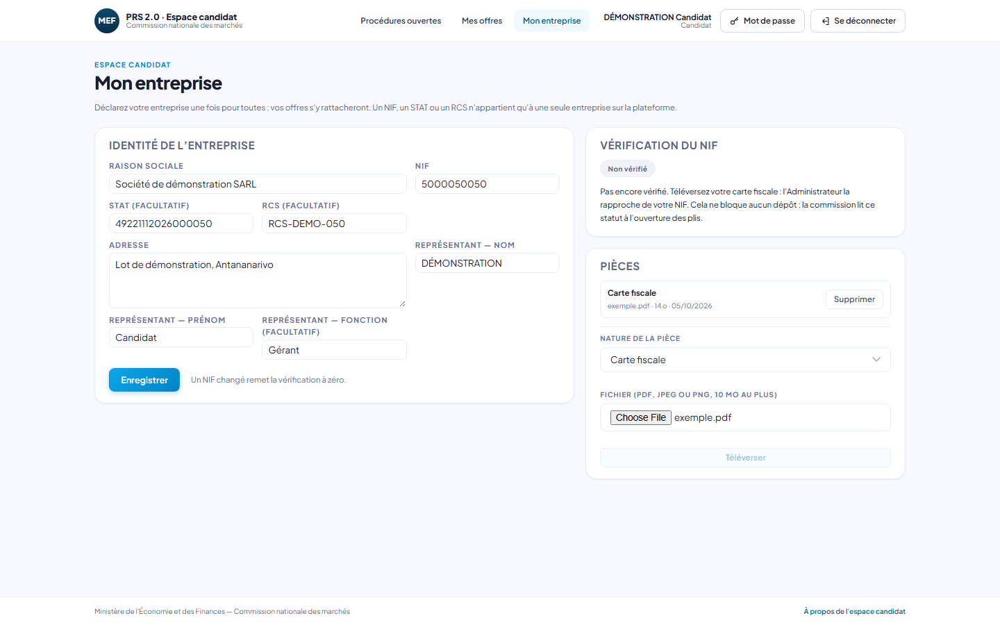 MEF
PRS 2.0 · Espace candidat
Commission nationale des marchés
Procédures ouvertes
Mes offres
Mon entreprise
DÉMONSTRATION Candidat
Candidat
Mot de passe
Se déconnecter
ESPACE CANDIDAT
Mon entreprise
Déclarez votre entreprise une fois pour toutes ; vos offres s'y rattacheront. Un NIF, un STAT ou un RCS n'appartient qu'à une seule entreprise sur la plateforme.
IDENTITÉ DE L'ENTREPRISE
RAISON SOCIALE
Société de démonstration SARL
NIF
5000050050
STAT (FACULTATIF)
49221112026000050
RCS (FACULTATIF)
RCS-DEMO-050
ADRESSE
Lot de démonstration, Antananarivo
REPRÉSENTANT — NOM
DÉMONSTRATION
REPRÉSENTANT — PRÉNOM
Candidat
REPRÉSENTANT — FONCTION
(FACULTATIF)
Gérant
Enregistrer
Un NIF changé remet la vérification à zéro.
VÉRIFICATION DU NIF
Non vérifié
Pas encore vérifié. Téléversez votre carte fiscale : l'Administrateur la
rapproche de votre NIF. Cela ne bloque aucun dépôt ; la commission lit ce
statut à l'ouverture des plis.
PIÈCES
Carte fiscale
exemple.pdf · 14 o · 05/10/2026
Supprimer
NATURE DE LA PIÈCE
Carte fiscale
FICHIER (PDF, JPEG OU PNG, 10 MO AU PLUS)
Choose File exemple.pdf
Téléverser
Ministère de l'Économie et des Finances — Commission nationale des marchés
À propos de l'espace candidat